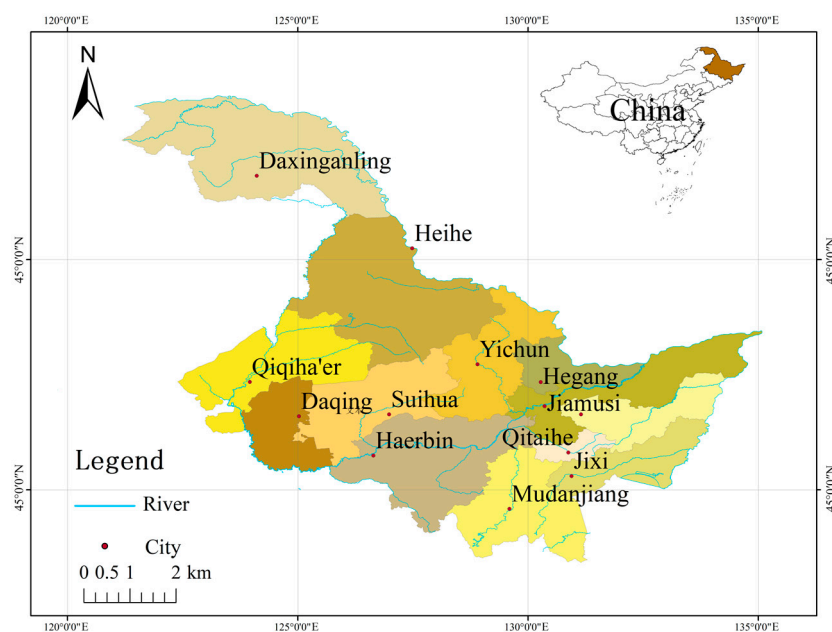 120°0'0"E 125°0'0"E 130°0'0"E 135°0'0"E
N
China
Daxinganling
Heihe
45°0'0"N 45°0'0"N
Yichun
Qiqiha'er
Hegang
Daqing
Suihua
Jiamusi
Haerbin
Qitaihe
Legend
Jixi
45°0'0"N 45°0'0"N
Mudanjiang
River
City
0 0.5 1 2 km
120°0'0"E 125°0'0"E 130°0'0"E 135°0'0"E